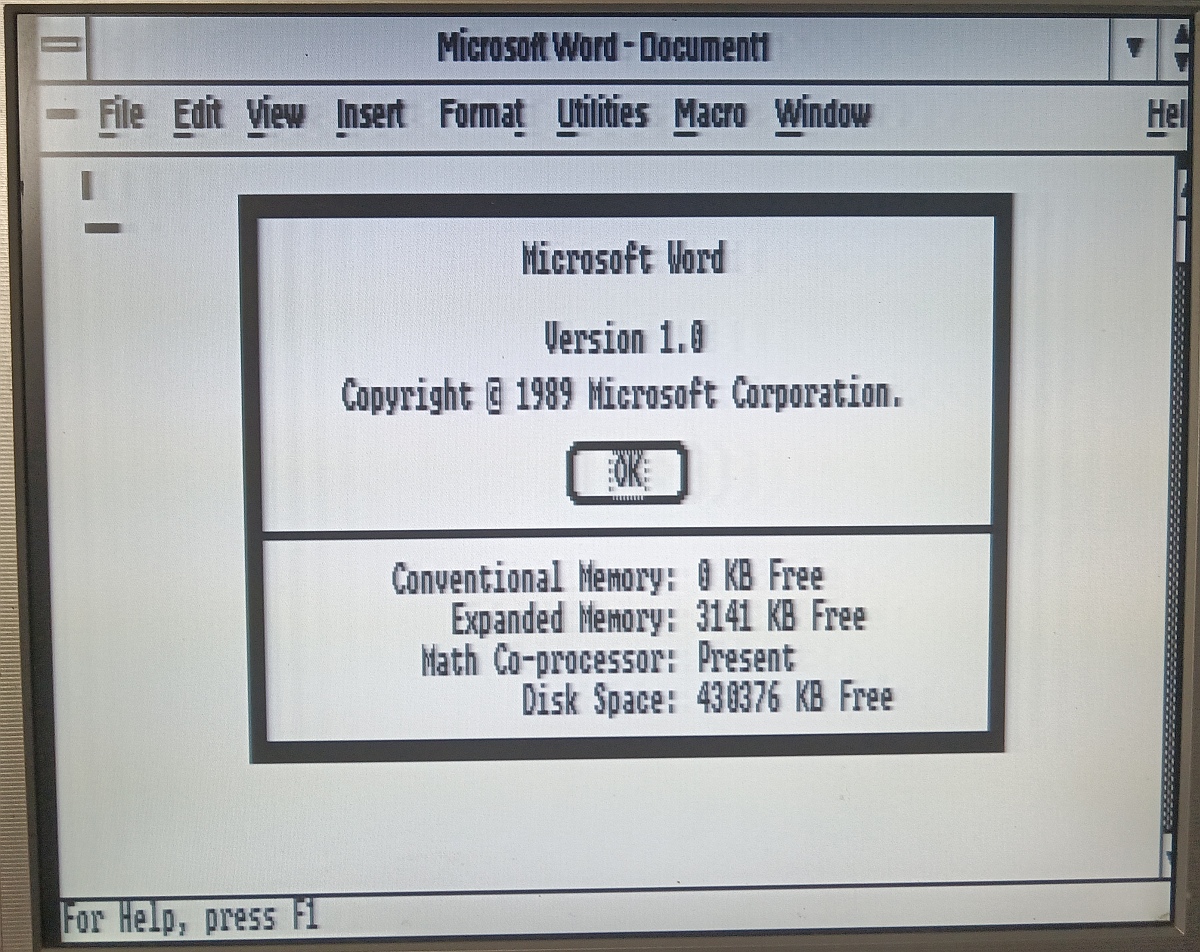 Microsoft Word - Document1
File Edit View Insert Format Utilities Macro Window Hel
Microsoft Word
Version 1.0
Copyright © 1989 Microsoft Corporation.
OK
Conventional Memory: 0 KB Free
Expanded Memory: 3141 KB Free
Math Co-processor: Present
Disk Space: 430376 KB Free
For Help, press F1